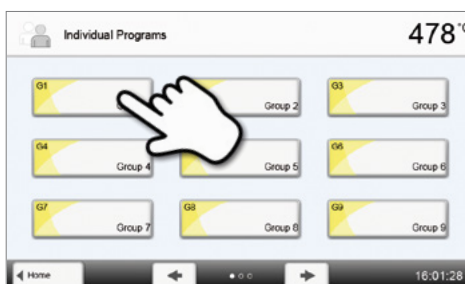 Individual Programs
478°C
G1
Group 2
G3
Group 3
G4
Group 4
Group 5
G6
Group 6
G7
Group 7
G8
Group 8
G9
Group 9
Home
16:01:28